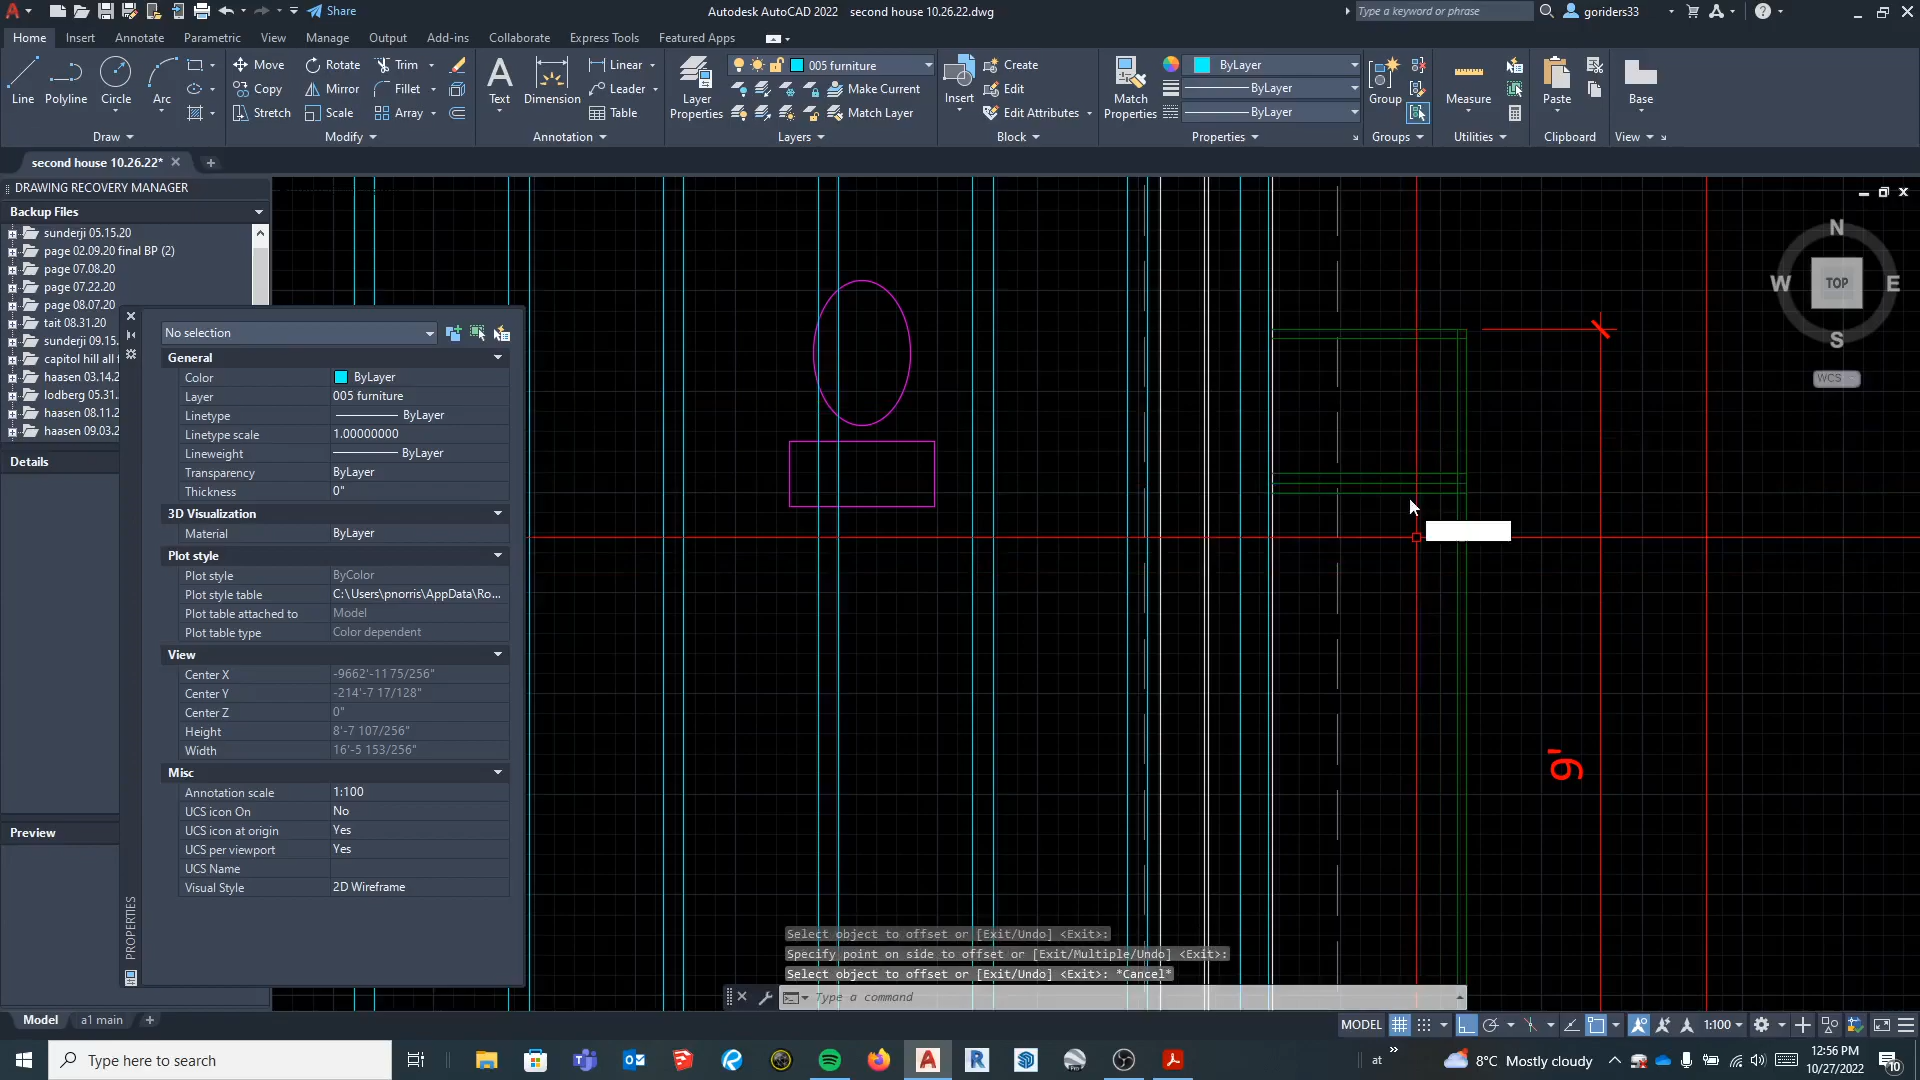 Share
Autodesk AutoCAD 2022 second house 10.26.22.dwg
Type a keyword or phrase
goriders33
Home Insert Annotate Parametric View Manage Output Add-ins Collaborate Express Tools Featured Apps
Line Polyline Circle Arc
Draw
Move Rotate Trim
Copy Mirror Fillet
Stretch Scale Array
Modify
Text Dimension
Linear
Leader
Table
Annotation
Layer Properties
005 furniture
Make Current
Match Layer
Layers
Insert
Create
Edit
Edit Attributes
Block
Match Properties
ByLayer
ByLayer
ByLayer
Properties
Group
Groups
Measure
Utilities
Paste
Clipboard
Base
View
second house 10.26.22*
DRAWING RECOVERY MANAGER
Backup Files
sunderji 05.15.20
page 02.09.20 final BP (2)
page 07.08.20
page 07.22.20
page 08.07.20
tait 08.31.20
sunderji 09.15.
capitol hill all f
haasen 03.14.2
lodberg 05.31.
haasen 08.11.2
haasen 09.03.2
Details
Preview
PROPERTIES
No selection
General
Color ByLayer
Layer 005 furniture
Linetype ByLayer
Linetype scale 1.00000000
Lineweight ByLayer
Transparency ByLayer
Thickness 0"
3D Visualization
Material ByLayer
Plot style
Plot style ByColor
Plot style table C:\Users\pnorris\AppData\Ro...
Plot table attached to Model
Plot table type Color dependent
View
Center X -9662'-11 75/256"
Center Y -214'-7 17/128"
Center Z 0"
Height 8'-7 107/256"
Width 16'-5 153/256"
Misc
Annotation scale 1:100
UCS icon On No
UCS icon at origin Yes
UCS per viewport Yes
UCS Name
Visual Style 2D Wireframe
N
W TOP E
S
WCS
9'
Select object to offset or [Exit/Undo] <Exit>:
Specify point on side to offset or [Exit/Multiple/Undo] <Exit>:
Select object to offset or [Exit/Undo] <Exit>: *Cancel*
Type a command
Model a1 main
MODEL 1:100
Type here to search
at
8°C Mostly cloudy
12:56 PM
10/27/2022
10